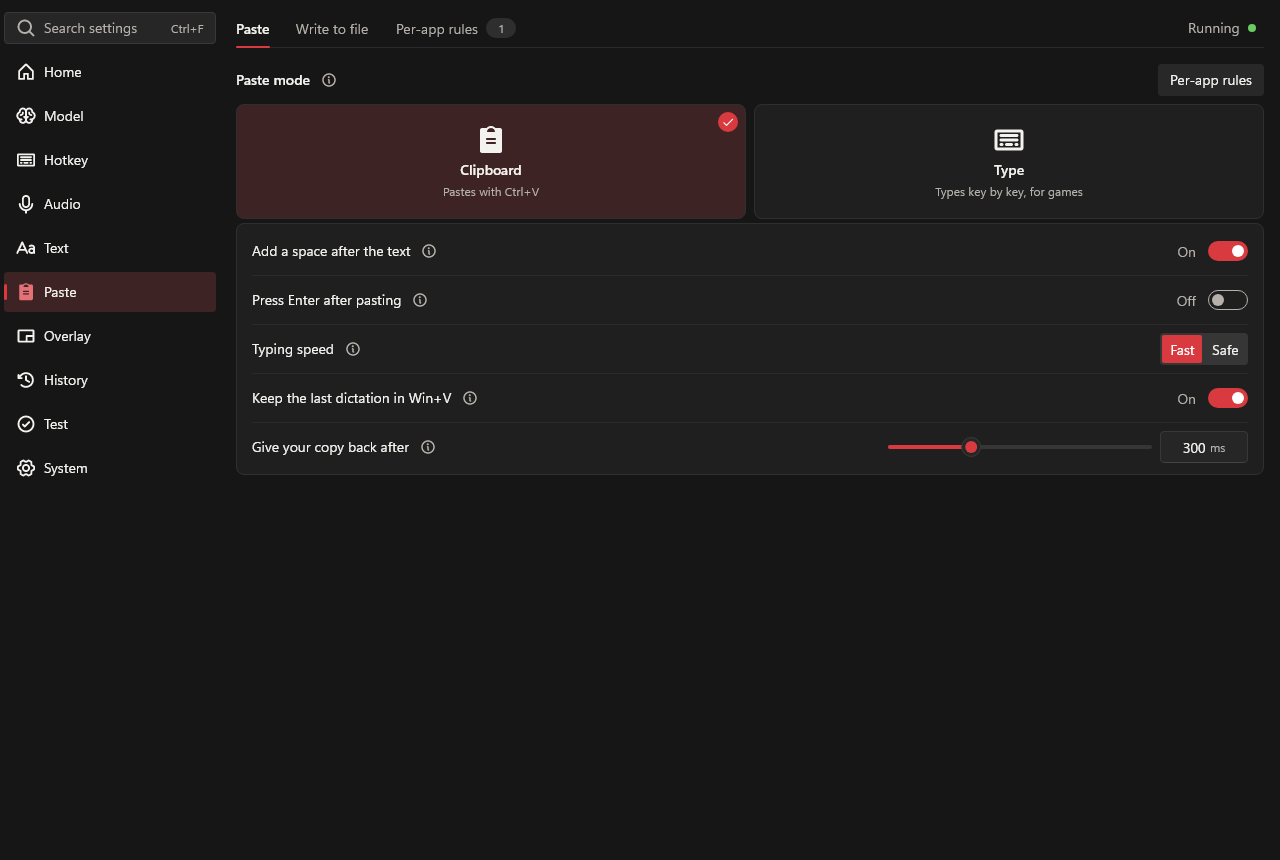 Search settings Ctrl+F
Home
Model
Hotkey
Audio
Text
Paste
Overlay
History
Test
System
Paste Write to file Per-app rules 1 Running
Paste mode Per-app rules
Clipboard
Pastes with Ctrl+V
Type
Types key by key, for games
Add a space after the text On
Press Enter after pasting Off
Typing speed Fast Safe
Keep the last dictation in Win+V On
Give your copy back after 300 ms